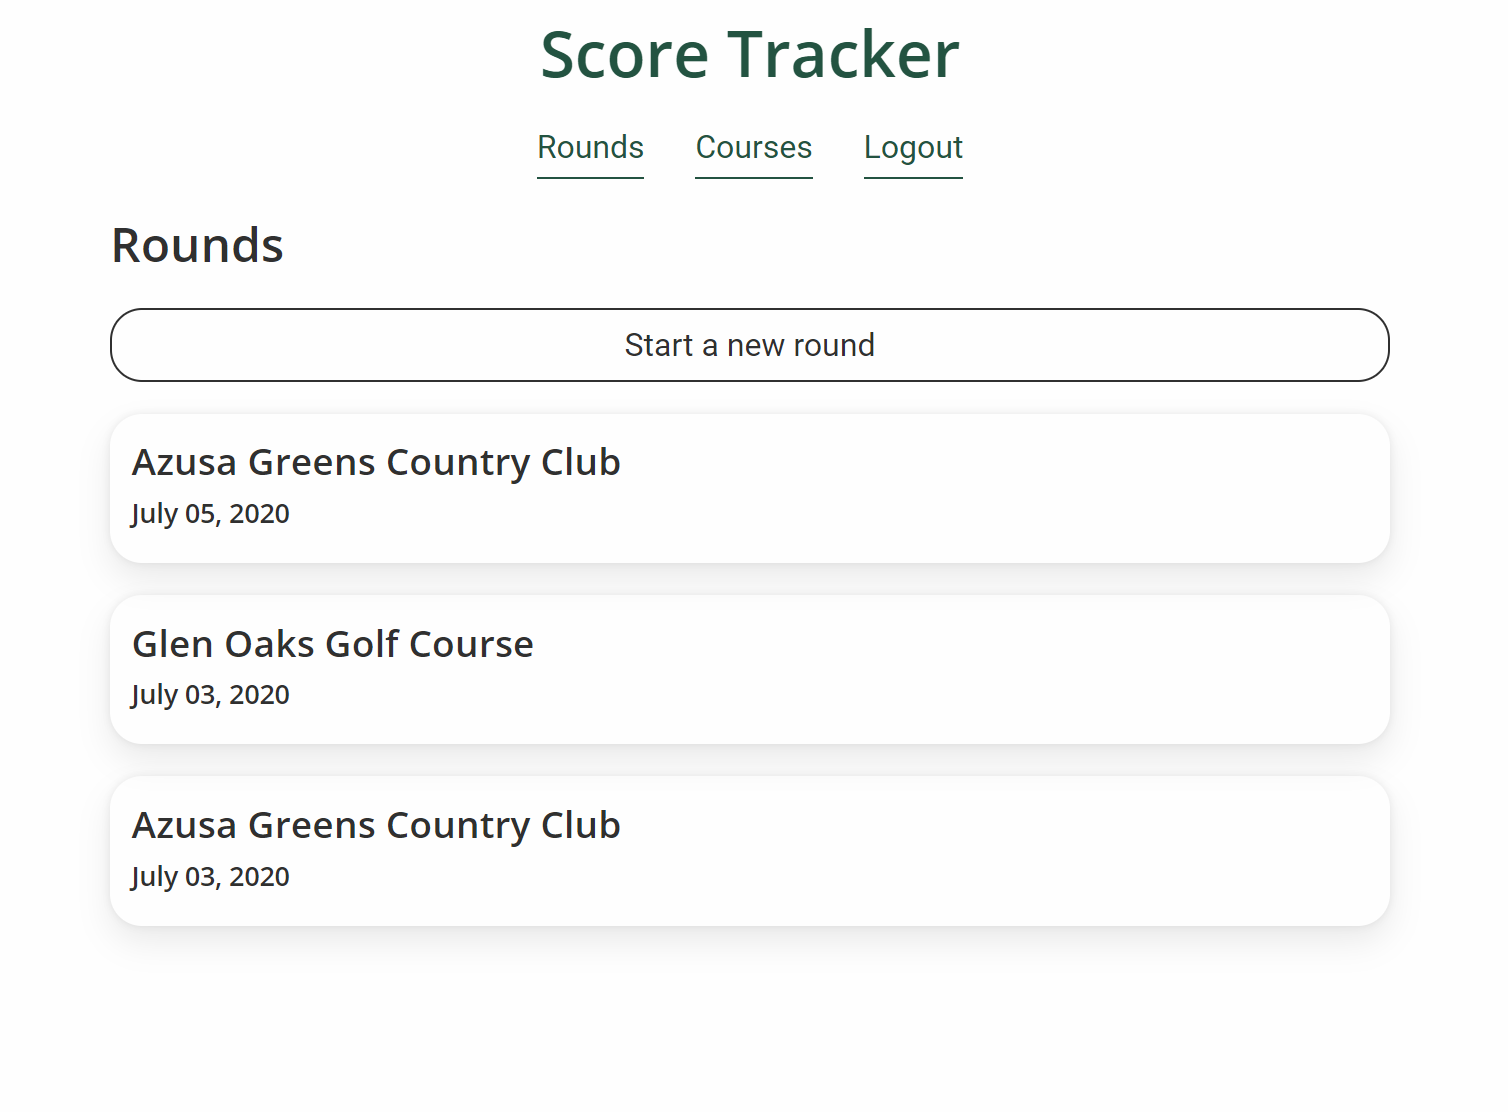 Score Tracker
Rounds Courses Logout
Rounds
Start a new round
Azusa Greens Country Club
July 05, 2020
Glen Oaks Golf Course
July 03, 2020
Azusa Greens Country Club
July 03, 2020